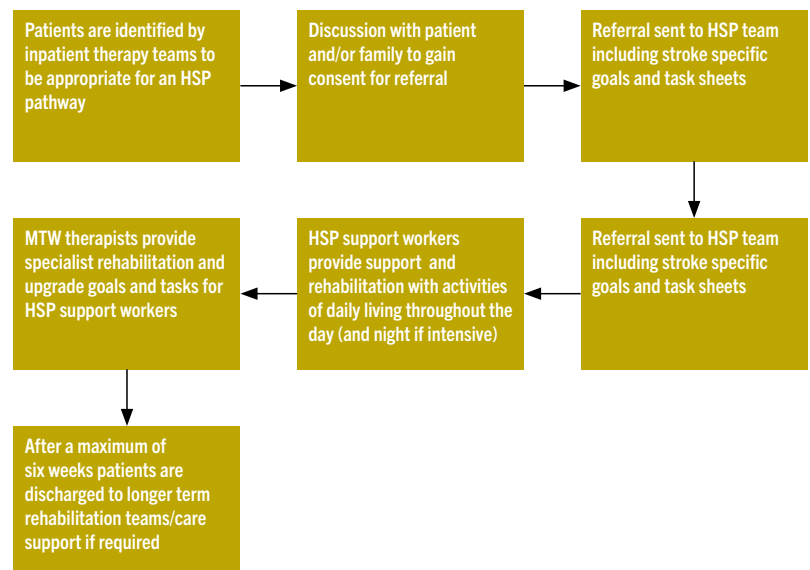 Patients are identified by
inpatient therapy teams to
be appropriate for an HSP
pathway
Discussion with patient
and/or family to gain
consent for referral
Referral sent to HSP team
including stroke specific
goals and task sheets
Referral sent to HSP team
including stroke specific
goals and task sheets
HSP support workers
provide support and
rehabilitation with activities
of daily living throughout the
day (and night if intensive)
MTW therapists provide
specialist rehabilitation and
upgrade goals and tasks for
HSP support workers
After a maximum of
six weeks patients are
discharged to longer term
rehabilitation teams/care
support if required